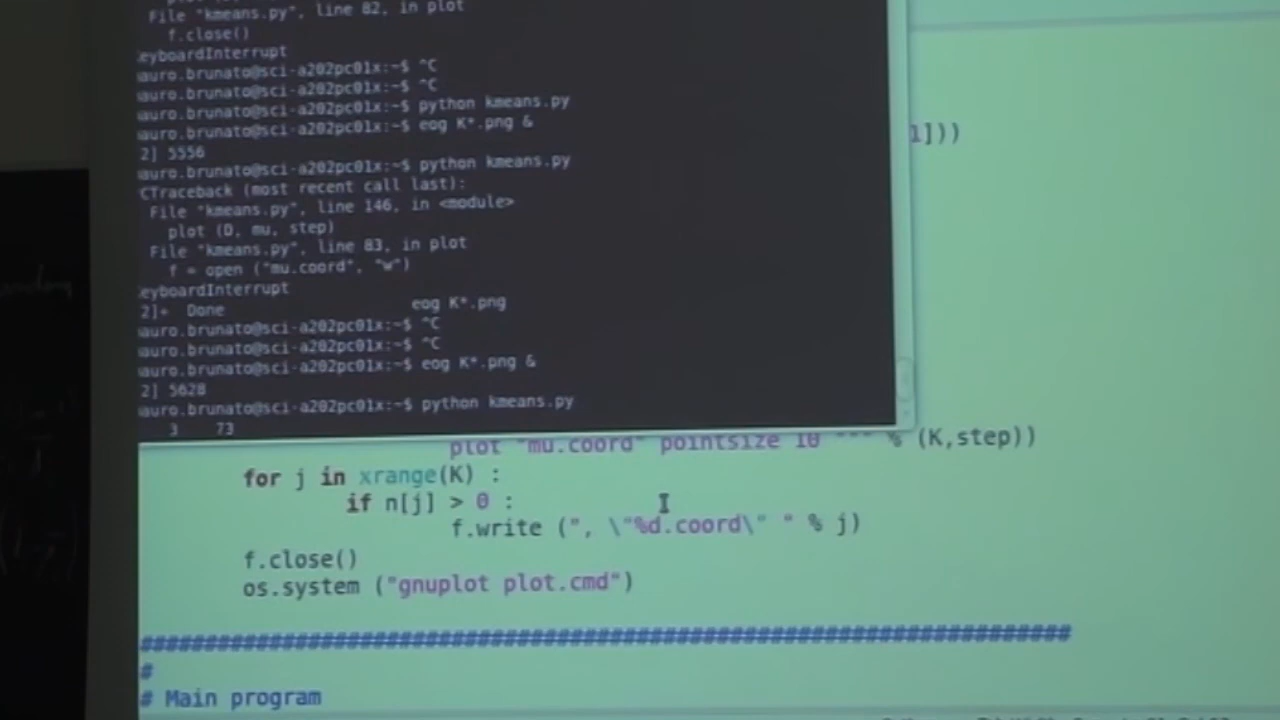 File "kmeans.py", line 82, in plot
f.close()
eyboardInterrupt
auro.brunato@sci-a202pc01x:~$ ^C
auro.brunato@sci-a202pc01x:~$ ^C
auro.brunato@sci-a202pc01x:~$ python kmeans.py
auro.brunato@sci-a202pc01x:~$ eog K*.png &
2] 5556
auro.brunato@sci-a202pc01x:~$ python kmeans.py
CTraceback (most recent call last):
File "kmeans.py", line 146, in <module>
plot (D, mu, step)
File "kmeans.py", line 83, in plot
f = open ("mu.coord", "w")
eyboardInterrupt
2]+ Done eog K*.png
auro.brunato@sci-a202pc01x:~$ ^C
auro.brunato@sci-a202pc01x:~$ ^C
auro.brunato@sci-a202pc01x:~$ eog K*.png &
2] 5628
auro.brunato@sci-a202pc01x:~$ python kmeans.py
3 73
1]))
plot "mu.coord" pointsize 10 """ % (K,step))
for j in xrange(K) :
if n[j] > 0 :
f.write (", \"%d.coord\" " % j)
f.close()
os.system ("gnuplot plot.cmd")
########################################################################
#
# Main program